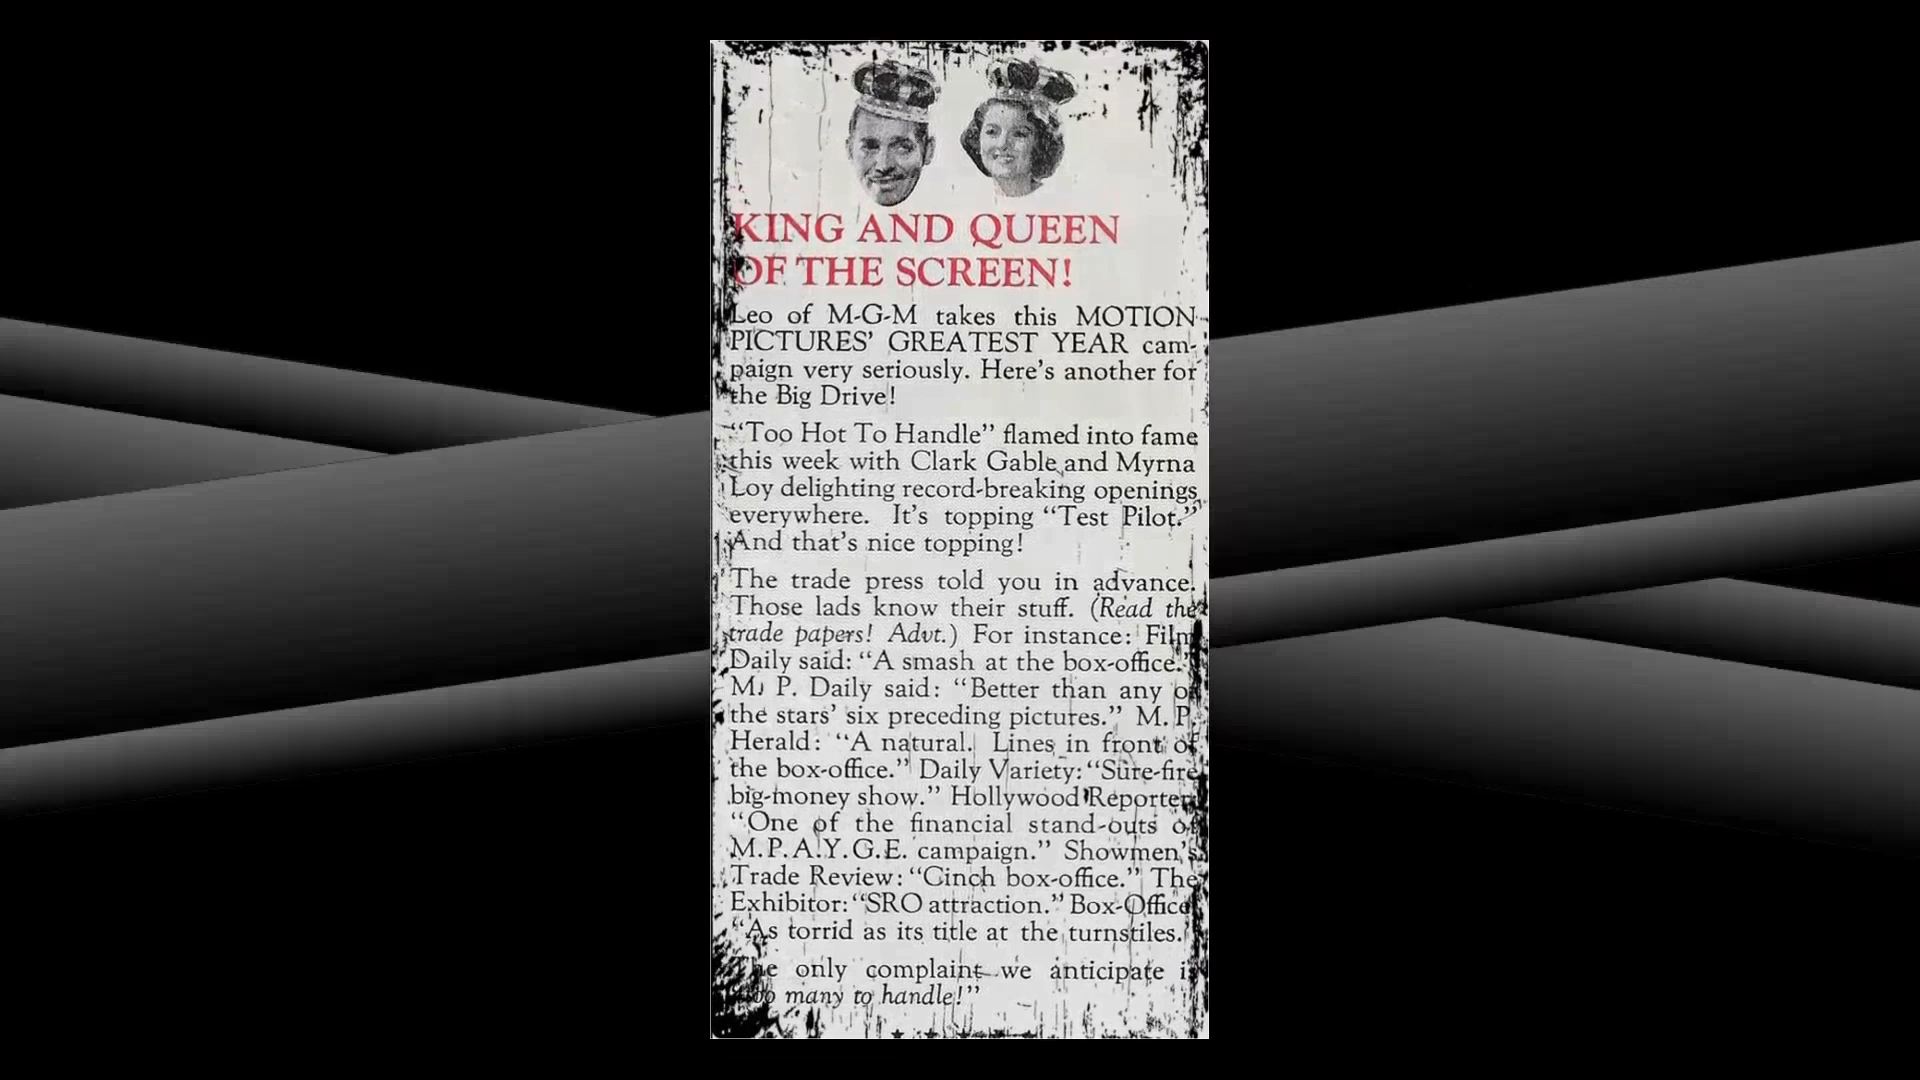 KING AND QUEEN
OF THE SCREEN!
Leo of M-G-M takes this MOTION
PICTURES' GREATEST YEAR cam-
paign very seriously. Here's another for
the Big Drive!
"Too Hot To Handle" flamed into fame
this week with Clark Gable and Myrna
Loy delighting record-breaking openings
everywhere. It's topping "Test Pilot."
And that's nice topping!
The trade press told you in advance.
Those lads know their stuff. (Read the
trade papers! Advt.) For instance: Film
Daily said: "A smash at the box-office."
M. P. Daily said: "Better than any of
the stars' six preceding pictures." M. P.
Herald: "A natural. Lines in front of
the box-office." Daily Variety: "Sure-fire
big-money show." Hollywood Reporter:
"One of the financial stand-outs of
M.P.A.Y.G.E. campaign." Showmen's
Trade Review: "Cinch box-office." The
Exhibitor: "SRO attraction." Box-Office
"As torrid as its title at the turnstiles."
The only complaint we anticipate is
"too many to handle!"